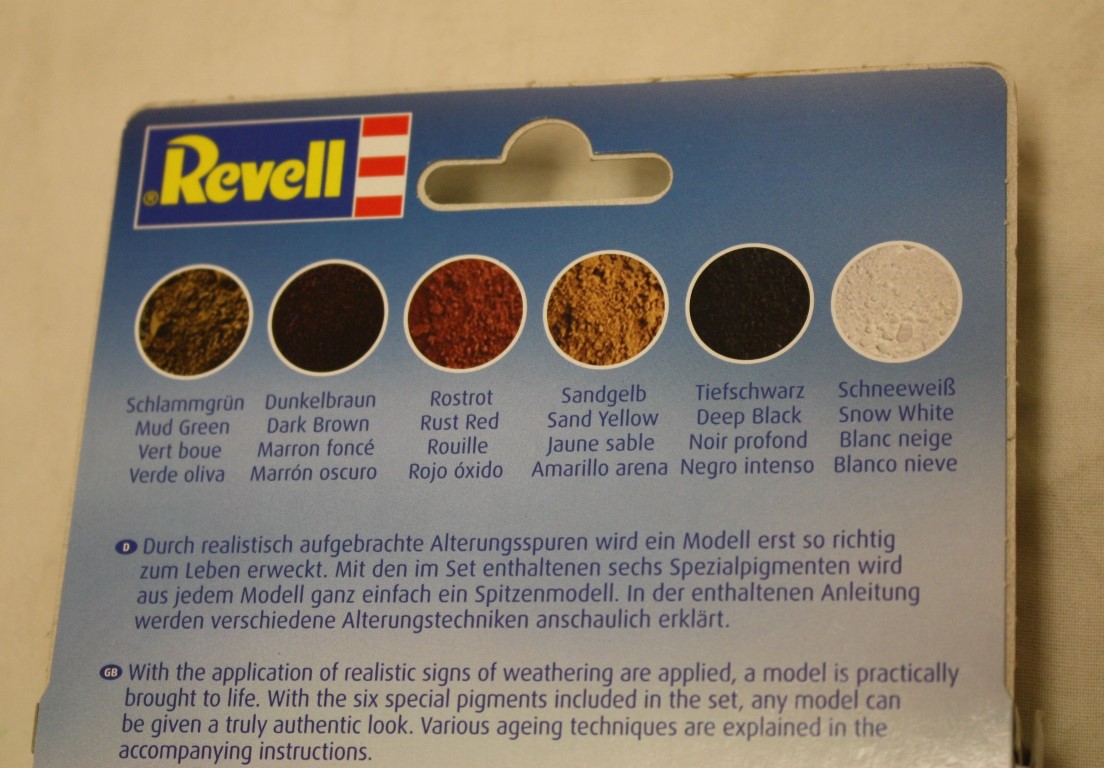 ® Revell
Schlammgrün
Mud Green
Vert boue
Verde oliva
Dunkelbraun
Dark Brown
Marron foncé
Marrón oscuro
Rostrot
Rust Red
Rouille
Rojo óxido
Sandgelb
Sand Yellow
Jaune sable
Amarillo arena
Tiefschwarz
Deep Black
Noir profond
Negro intenso
Schneeweiß
Snow White
Blanc neige
Blanco nieve
D Durch realistisch aufgebrachte Alterungsspuren wird ein Modell erst so richtig
zum Leben erweckt. Mit den im Set enthaltenen sechs Spezialpigmenten wird
aus jedem Modell ganz einfach ein Spitzenmodell. In der enthaltenen Anleitung
werden verschiedene Alterungstechniken anschaulich erklärt.
GB With the application of realistic signs of weathering are applied, a model is practically
brought to life. With the six special pigments included in the set, any model can
be given a truly authentic look. Various ageing techniques are explained in the
accompanying instructions.